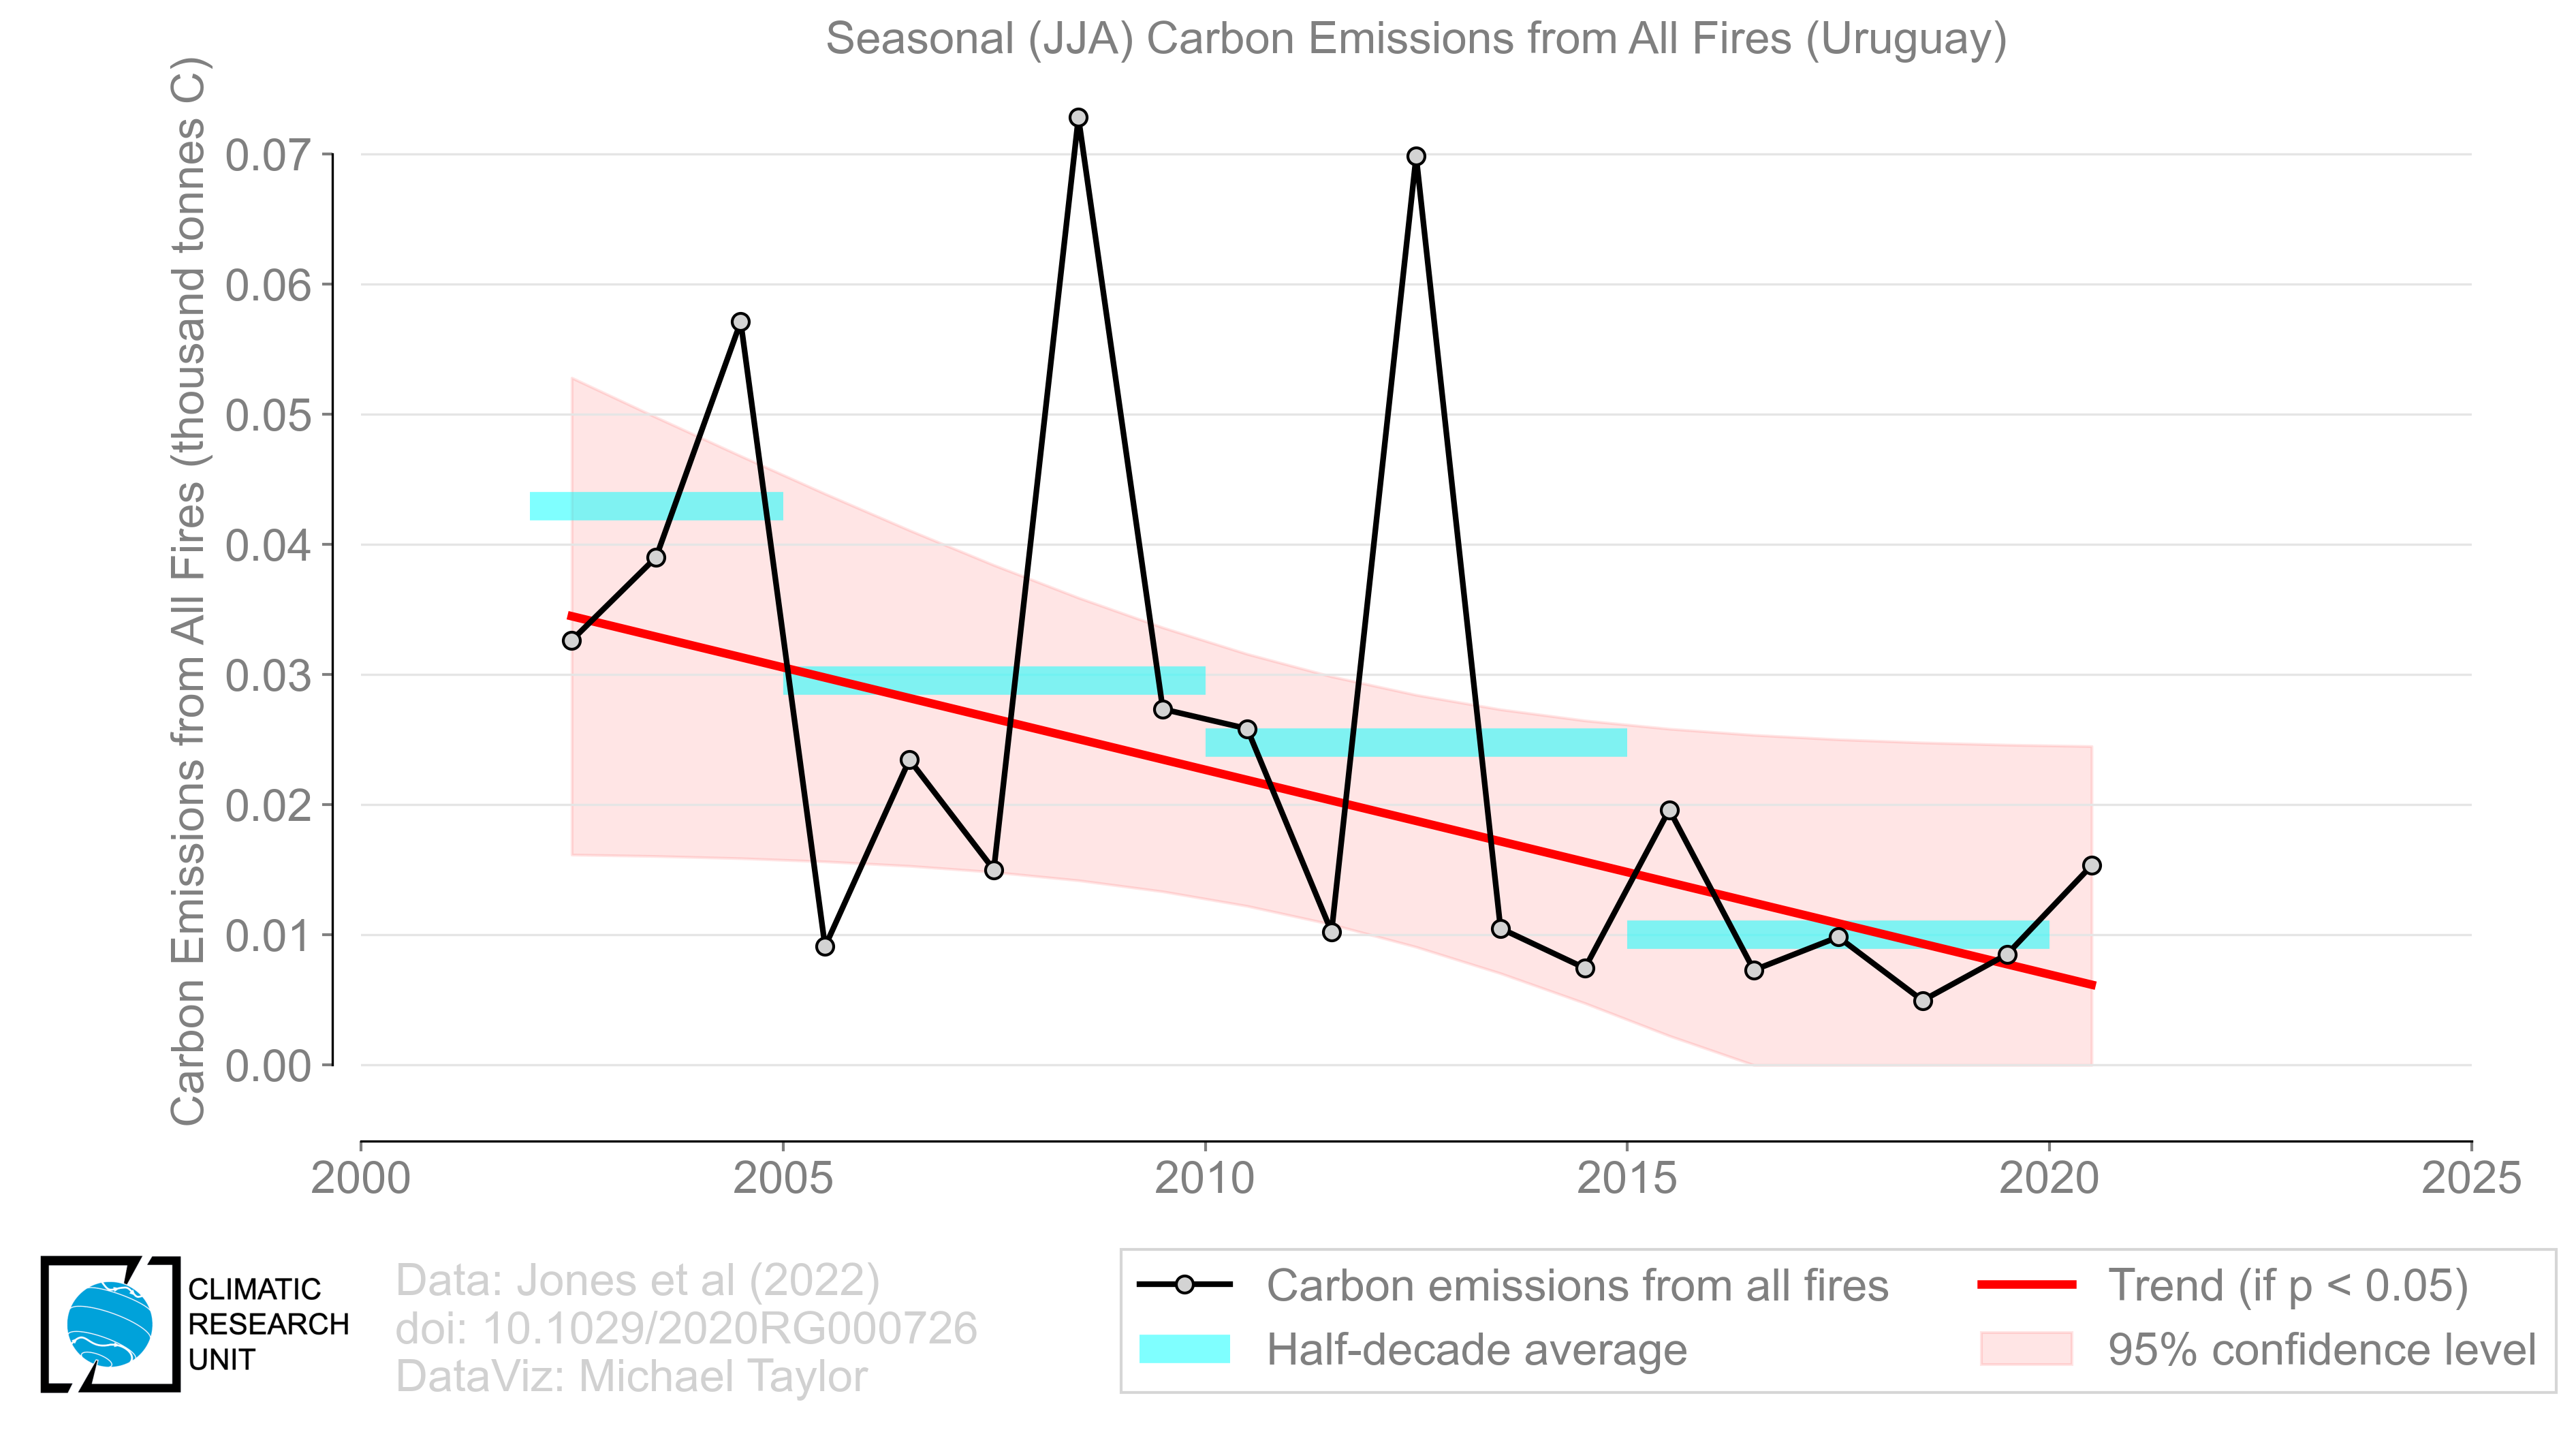 Seasonal (JJA) Carbon Emissions from All Fires (Uruguay)
Carbon Emissions from All Fires (thousand tonnes C)
0.07
0.06
0.05
0.04
0.03
0.02
0.01
0.00
2000 2005 2010 2015 2020 2025
CLIMATIC
RESEARCH
UNIT
Data: Jones et al (2022)
doi: 10.1029/2020RG000726
DataViz: Michael Taylor
Carbon emissions from all fires
Half-decade average
Trend (if p < 0.05)
95% confidence level